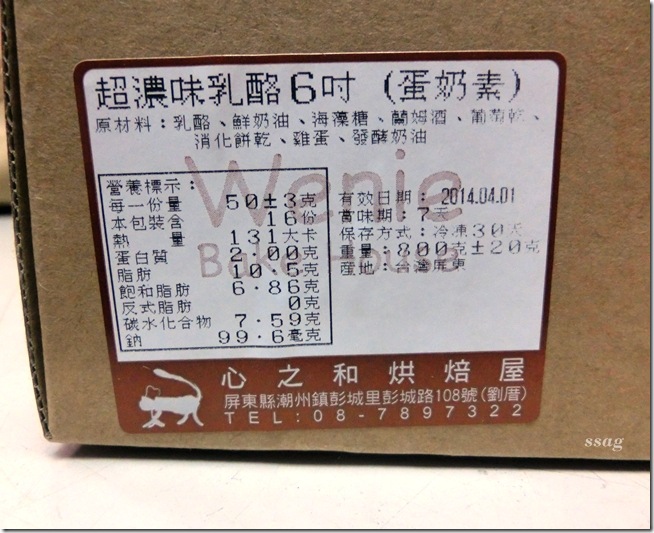 超濃味乳酪6吋 (蛋奶素)
原材料：乳酪、鮮奶油、海藻糖、蘭姆酒、葡萄乾、
消化餅乾、雞蛋、發酵奶油
Wenie
Bake House
營養標示：
每一份量 50±3克
本包裝含 16份
熱量 131大卡
蛋白質 2.00克
脂肪 10.5克
飽和脂肪 6.86克
反式脂肪 0克
碳水化合物 7.59克
鈉 99.6毫克
有效日期：2014.04.01
賞味期：7天
保存方式：冷凍30天
重量：800克±20克
產地：台灣屏東
心之和烘焙屋
屏東縣潮州鎮彭城里彭城路108號(劉厝)
TEL:08-7897322
ssag